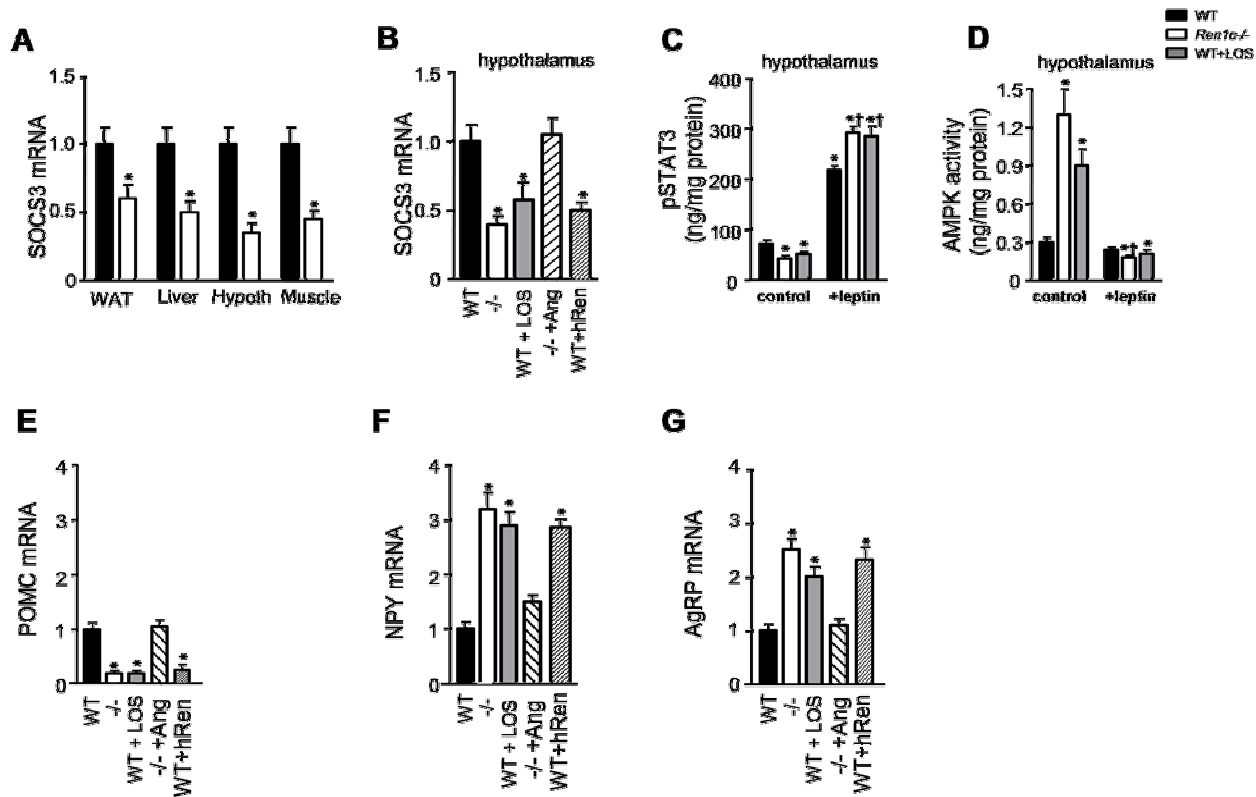 WT
Ren1c-/-
WT+LOS
A
SOCS3 mRNA
1.5
1.0
0.5
0
*
*
*
*
WAT
Liver
Hypoth
Muscle
B
hypothalamus
SOCS3 mRNA
1.5
1.0
0.5
0
*
*
*
WT
-/-
WT + LOS
-/- +Ang
WT+hRen
C
hypothalamus
pSTAT3
(ng/mg protein)
400
300
200
100
0
*
*
*
*†
*†
control
+leptin
D
hypothalamus
AMPK activity
(ng/mg protein)
1.5
1.2
0.9
0.6
0.3
0
*
*
*†
*
control
+leptin
E
POMC mRNA
4
3
2
1
0
*
*
*
WT
-/-
WT + LOS
-/- +Ang
WT+hRen
F
NPY mRNA
4
3
2
1
0
*
*
*
WT
-/-
WT + LOS
-/- +Ang
WT+hRen
G
AgRP mRNA
4
3
2
1
0
*
*
*
WT
-/-
WT + LOS
-/- +Ang
WT+hRen